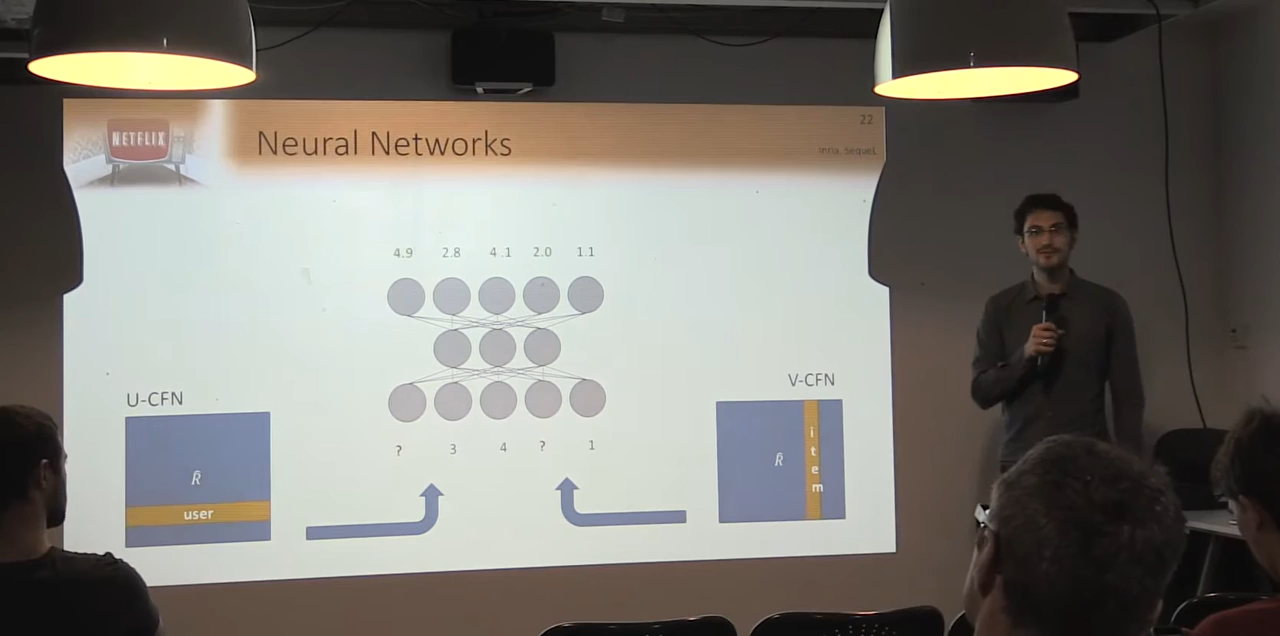 NETFLIX
Neural Networks
22
Inria, SequeL
4.9 2.8 4.1 2.0 1.1
U-CFN
V-CFN
? 3 4 ? 1
R̂
user
R̂
item